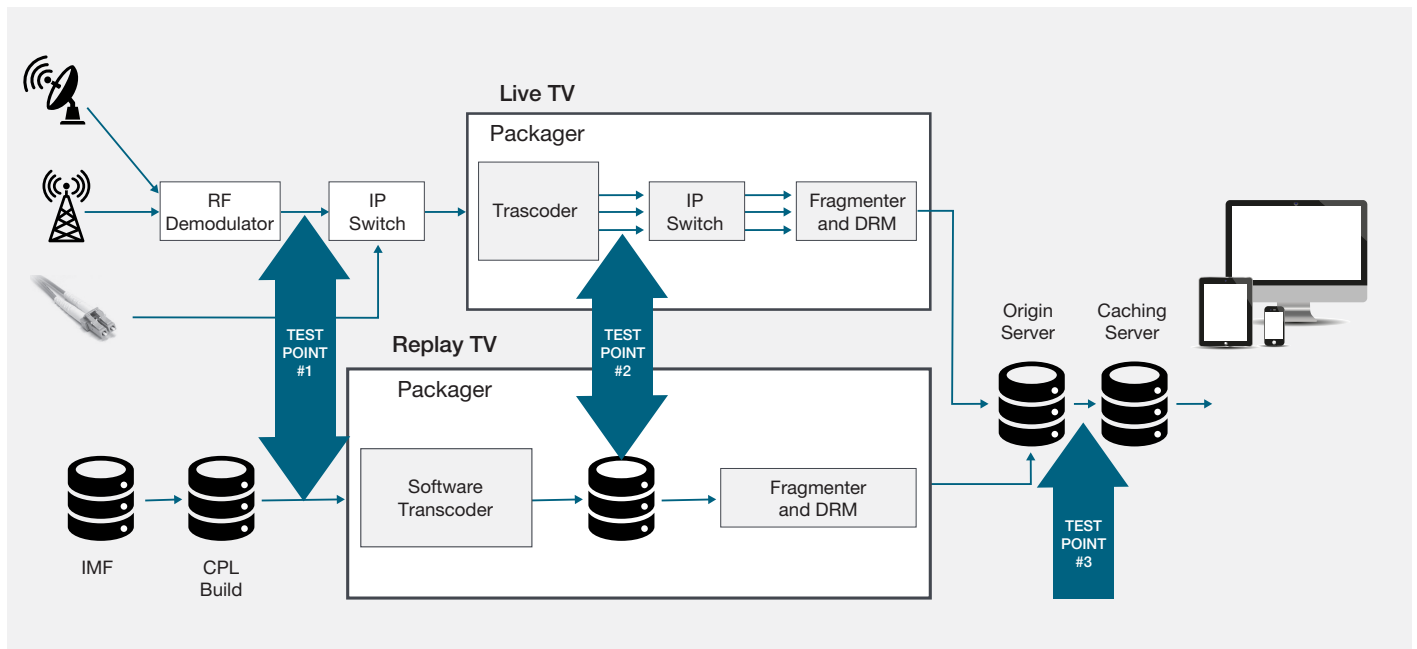 Live TV
Packager
RF
Demodulator
IP
Switch
Trascoder
IP
Switch
Fragmenter
and DRM
TEST
POINT
#1
TEST
POINT
#2
Origin
Server
Caching
Server
Replay TV
Packager
Software
Transcoder
Fragmenter
and DRM
IMF
CPL
Build
TEST
POINT
#3